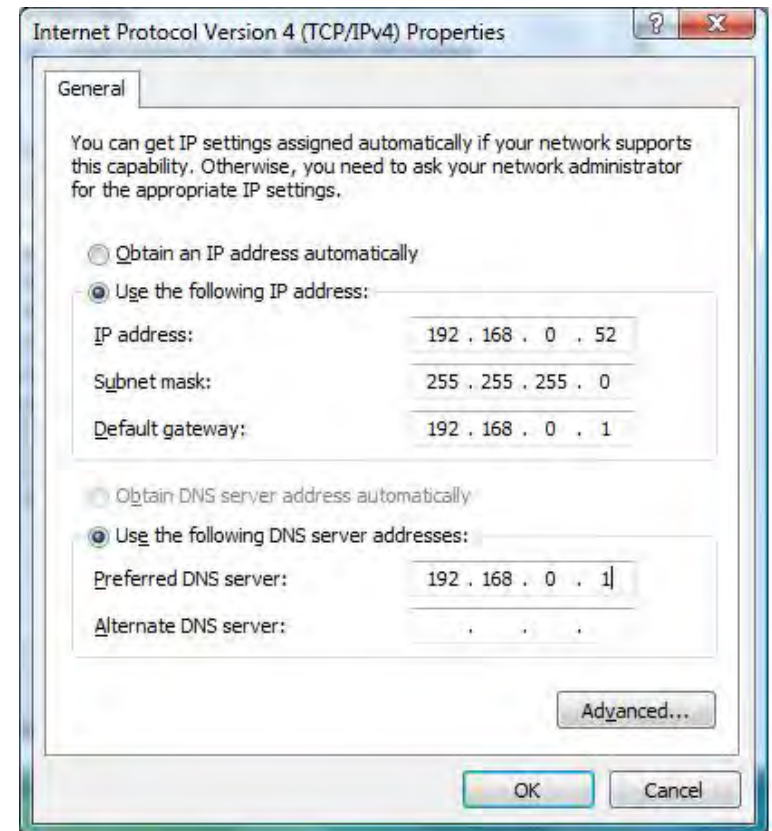 Internet Protocol Version 4 (TCP/IPv4) Properties
?
X
General
You can get IP settings assigned automatically if your network supports
this capability. Otherwise, you need to ask your network administrator
for the appropriate IP settings.
Obtain an IP address automatically
Use the following IP address:
IP address: 192 . 168 . 0 . 52
Subnet mask: 255 . 255 . 255 . 0
Default gateway: 192 . 168 . 0 . 1
Obtain DNS server address automatically
Use the following DNS server addresses:
Preferred DNS server: 192 . 168 . 0 . 1
Alternate DNS server: . . .
Advanced...
OK Cancel